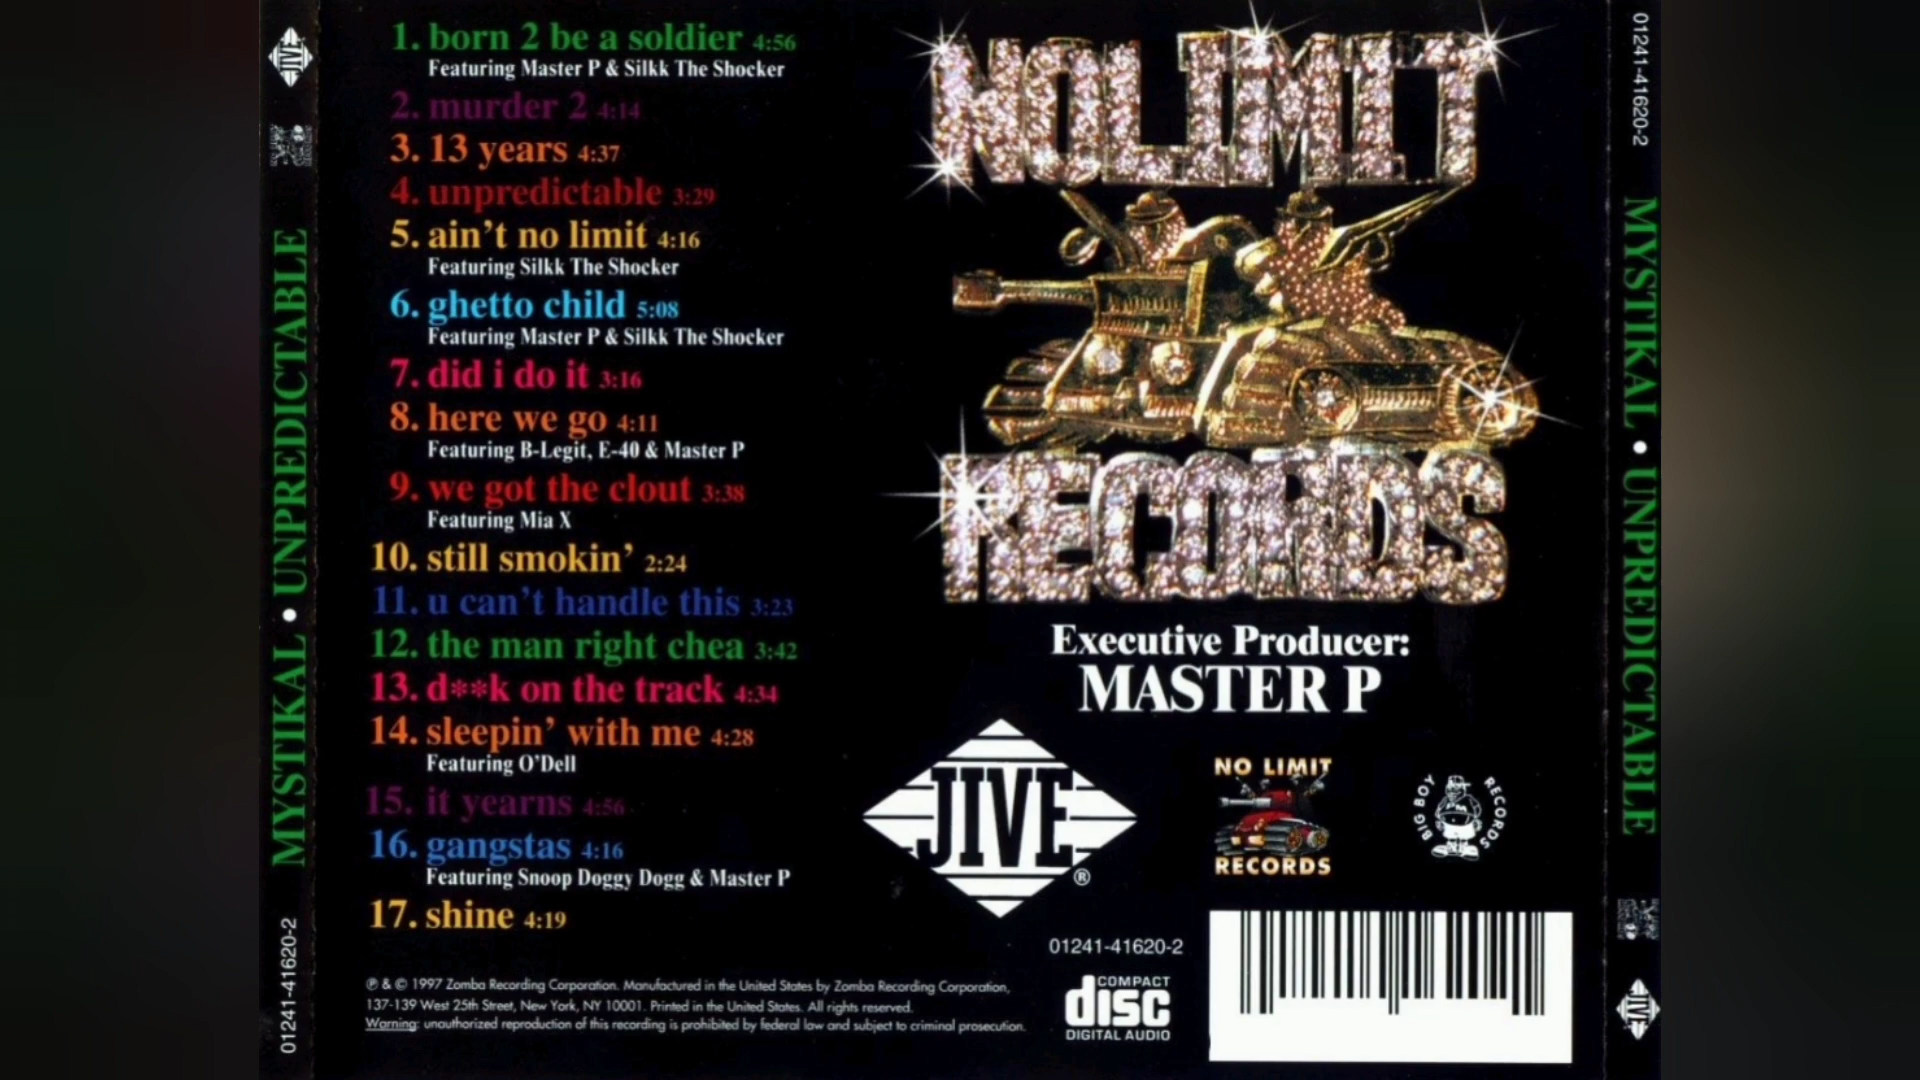 JIVE
MYSTIKAL • UNPREDICTABLE
01241-41620-2
1. born 2 be a soldier 4:56
Featuring Master P & Silkk The Shocker
2. murder 2 4:14
3. 13 years 4:37
4. unpredictable 3:29
5. ain't no limit 4:16
Featuring Silkk The Shocker
6. ghetto child 5:08
Featuring Master P & Silkk The Shocker
7. did i do it 3:16
8. here we go 4:11
Featuring B-Legit, E-40 & Master P
9. we got the clout 3:38
Featuring Mia X
10. still smokin' 2:24
11. u can't handle this 3:23
12. the man right chea 3:42
13. d**k on the track 4:34
14. sleepin' with me 4:28
Featuring O'Dell
15. it yearns 4:56
16. gangstas 4:16
Featuring Snoop Doggy Dogg & Master P
17. shine 4:19
℗ & © 1997 Zomba Recording Corporation. Manufactured in the United States by Zomba Recording Corporation,
137-139 West 25th Street, New York, NY 10001. Printed in the United States. All rights reserved.
Warning: unauthorized reproduction of this recording is prohibited by federal law and subject to criminal prosecution.
NO LIMIT
RECORDS
Executive Producer:
MASTER P
JIVE®
NO LIMIT
RECORDS
BIG BOY RECORDS
01241-41620-2
COMPACT
disc
DIGITAL AUDIO
01241-41620-2
MYSTIKAL • UNPREDICTABLE
JIVE